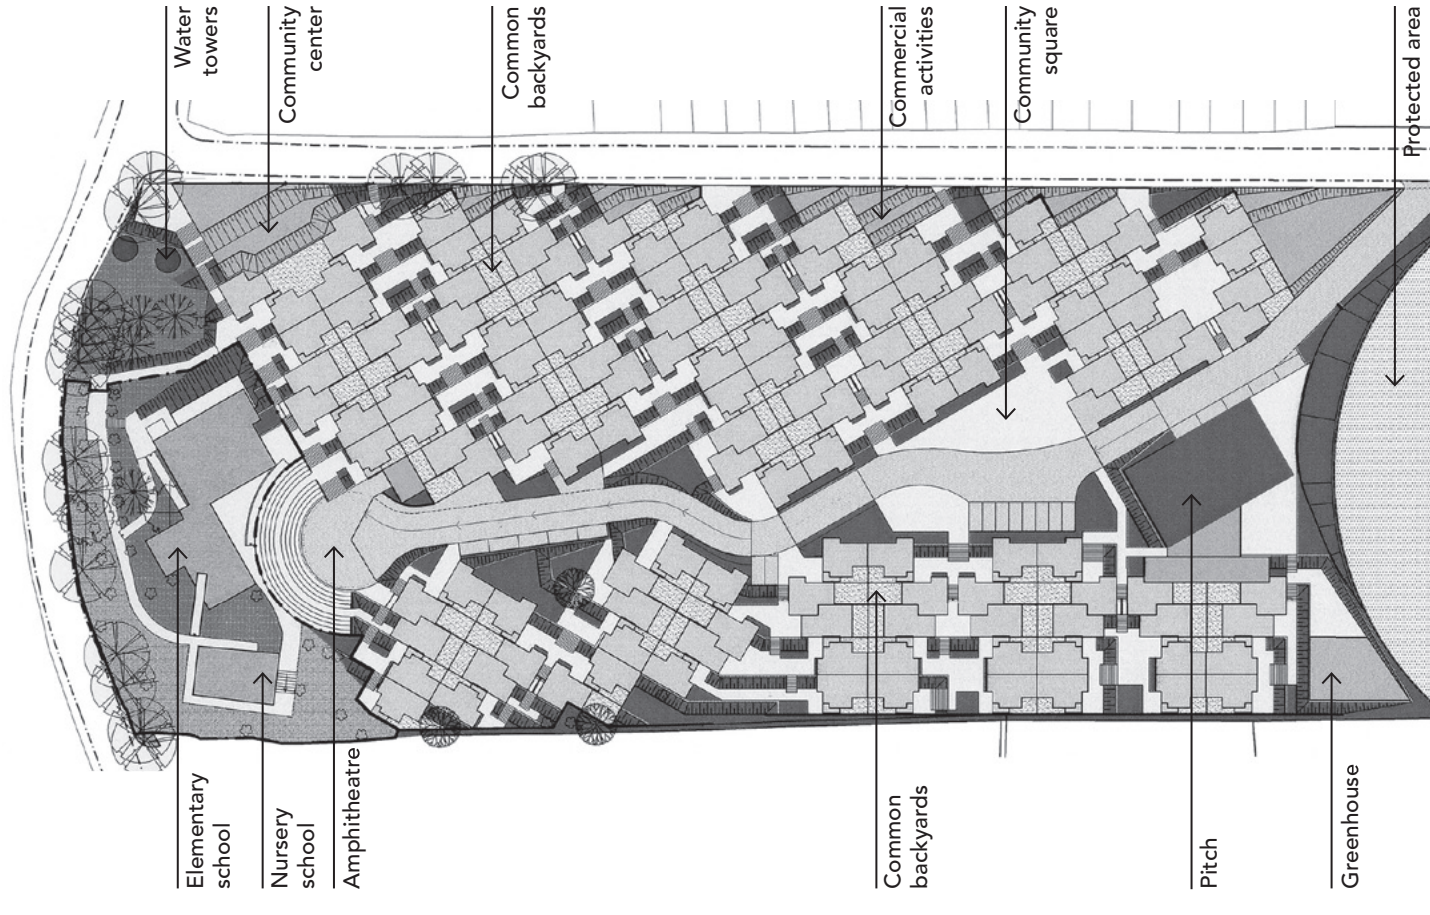 Water
towers
Community
center
Common
backyards
Commercial
activities
Community
square
Protected area
Elementary
school
Nursery
school
Amphitheatre
Common
backyards
Pitch
Greenhouse